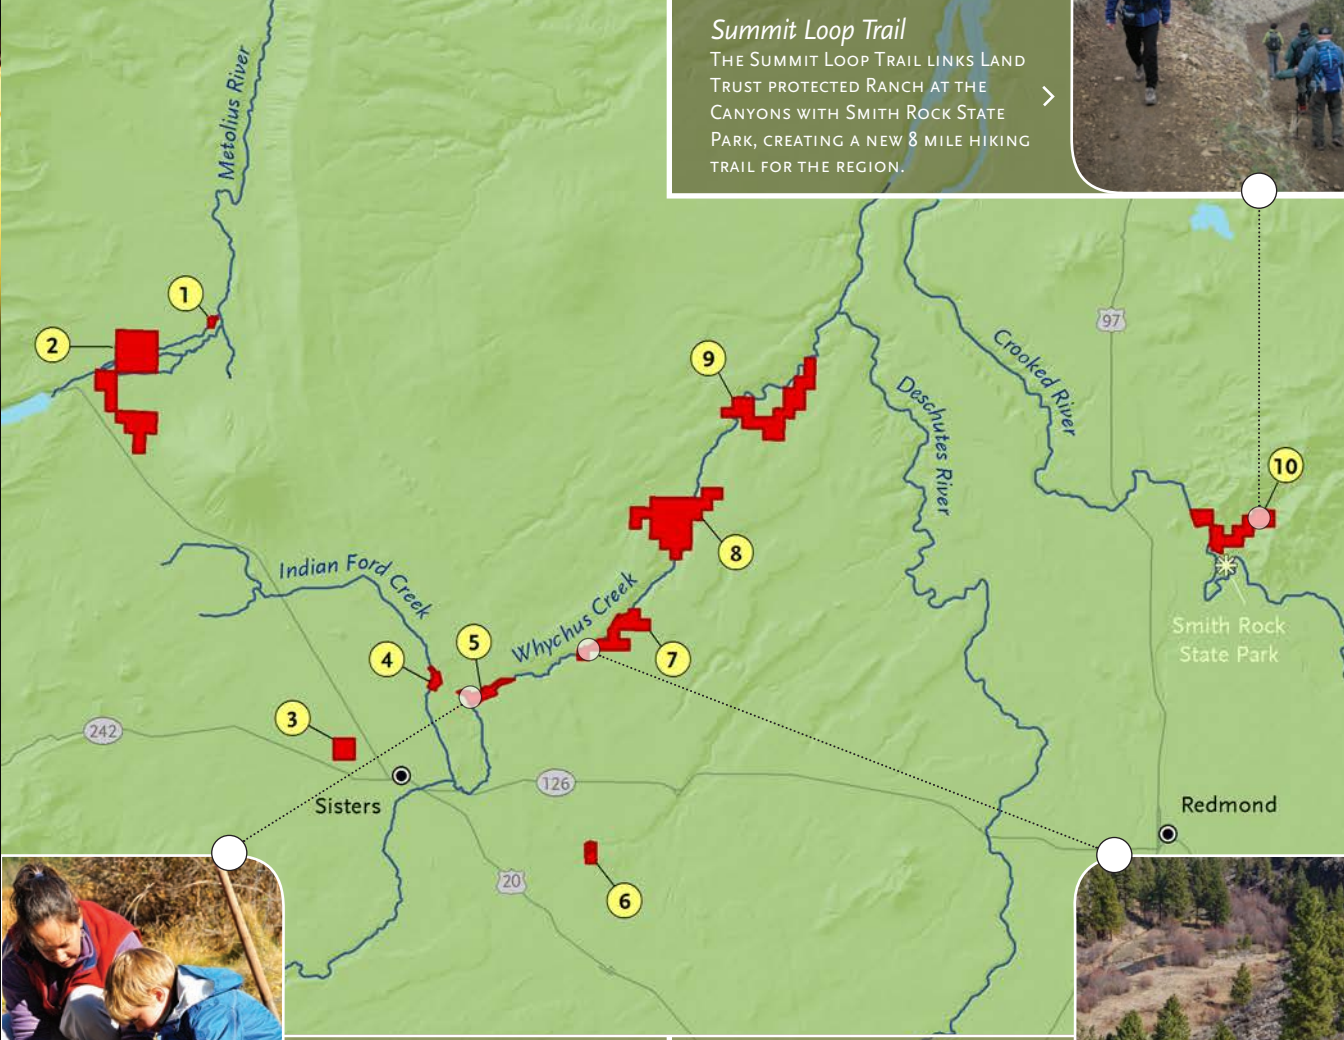 Summit Loop Trail
The Summit Loop Trail links Land
Trust protected Ranch at the
Canyons with Smith Rock State
Park, creating a new 8 mile hiking
trail for the region.
Metolius River
1
2
97
Crooked River
9
Deschutes River
10
8
Indian Ford Creek
Whychus Creek
Smith Rock
State Park
5
4
7
3
242
126
Sisters
Redmond
20
6